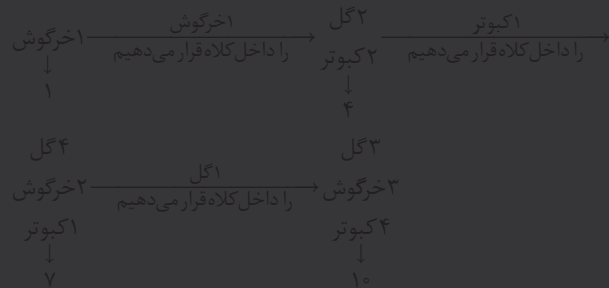 ۱خرگوش
۱خرگوش
را داخل کلاه قرار می‌دهیم
۲گل
۲کبوتر
۱کبوتر
را داخل کلاه قرار می‌دهیم
↓
۱
↓
۴
۴گل
۲خرگوش
۱کبوتر
۱گل
را داخل کلاه قرار می‌دهیم
۳گل
۳خرگوش
۴کبوتر
↓
۷
↓
۱۰